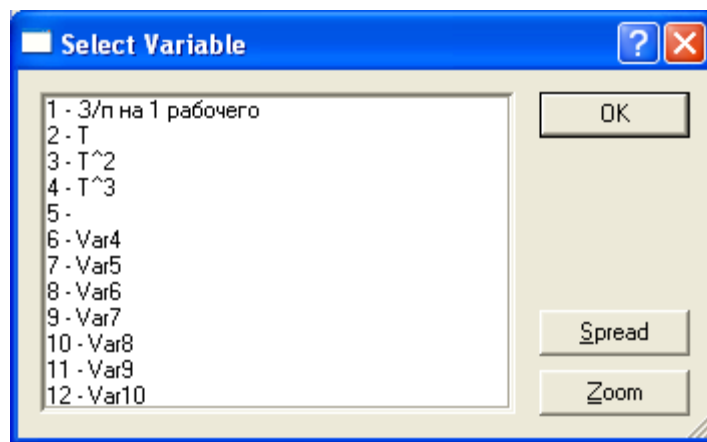 Select Variable
1 - З/п на 1 рабочего
2 - T
3 - T^2
4 - T^3
5 -
6 - Var4
7 - Var5
8 - Var6
9 - Var7
10 - Var8
11 - Var9
12 - Var10
OK
Spread
Zoom